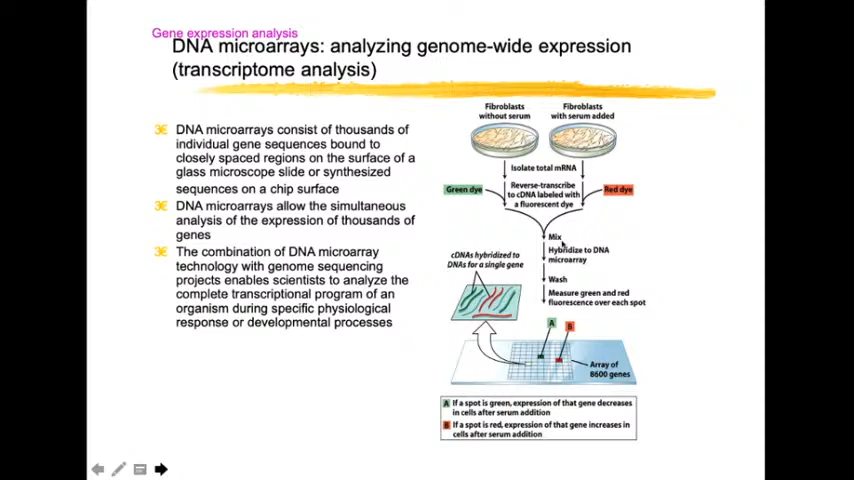 Gene expression analysis
DNA microarrays: analyzing genome-wide expression
(transcriptome analysis)
DNA microarrays consist of thousands of
individual gene sequences bound to
closely spaced regions on the surface of a
glass microscope slide or synthesized
sequences on a chip surface
DNA microarrays allow the simultaneous
analysis of the expression of thousands of
genes
The combination of DNA microarray
technology with genome sequencing
projects enables scientists to analyze the
complete transcriptional program of an
organism during specific physiological
response or developmental processes
Fibroblasts
without serum
Fibroblasts
with serum added
Isolate total mRNA
Green dye
Reverse-transcribe
to cDNA labeled with
a fluorescent dye
Red dye
Mix
Hybridize to DNA
microarray
cDNAs hybridized to
DNAs for a single gene
Wash
Measure green and red
fluorescence over each spot
A
B
Array of
8600 genes
A If a spot is green, expression of that gene decreases
in cells after serum addition
B If a spot is red, expression of that gene increases in
cells after serum addition